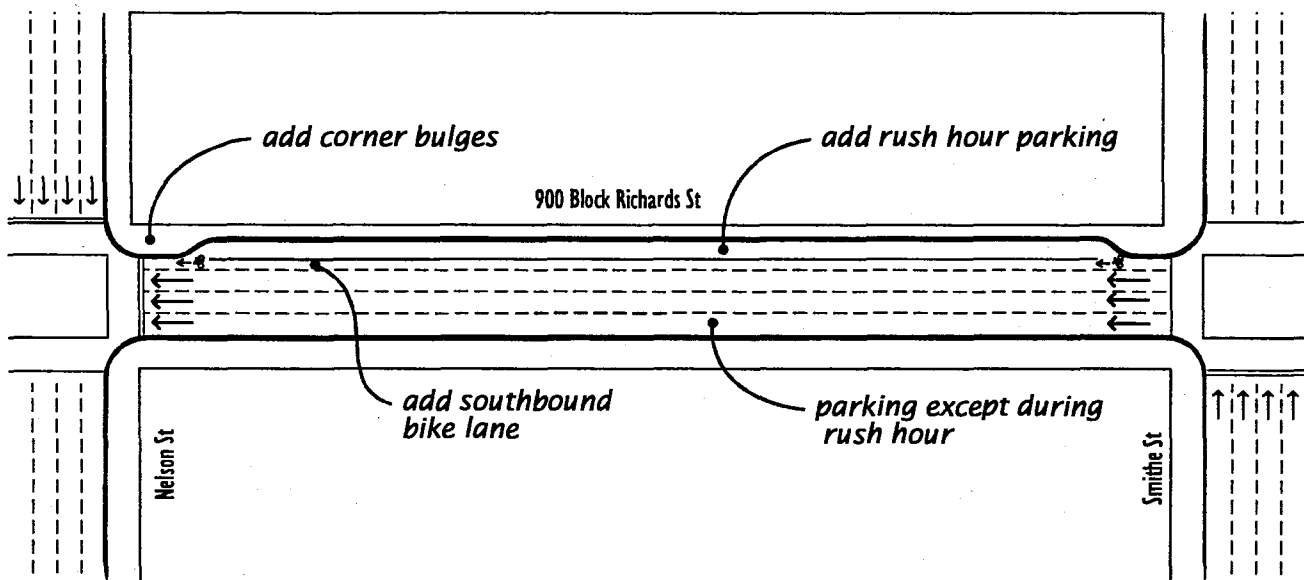 add corner bulges
add rush hour parking
900 Block Richards St
add southbound
bike lane
parking except during
rush hour
Nelson St
Smithe St